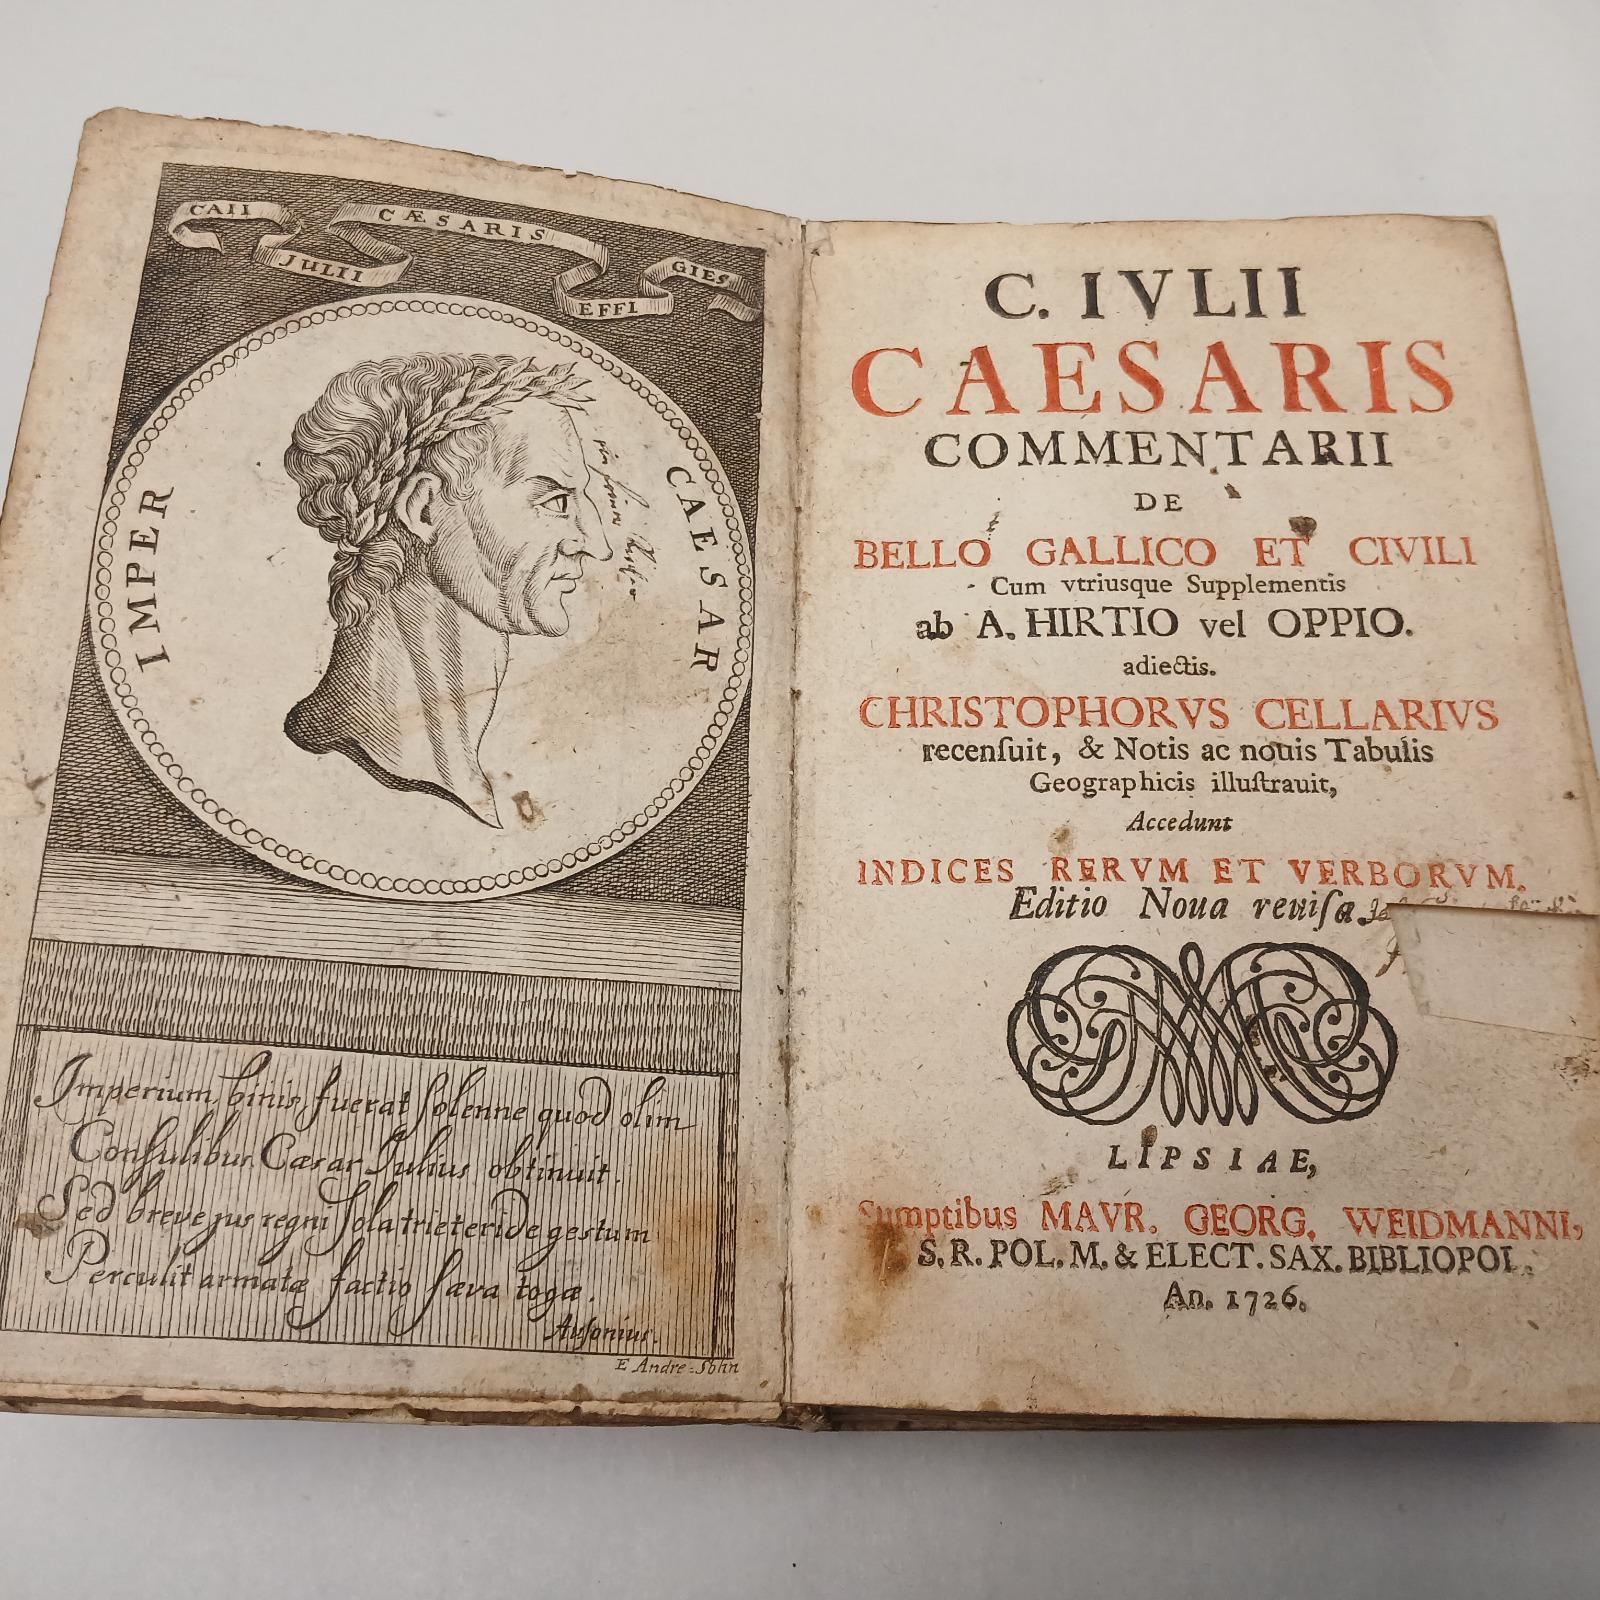 CAII
JULII
CÆSARIS
EFFI
GIES
IMPER
CAESAR
Imperium, binis fuerat solenne quod olim
Consulibus, Cæsar Julius obtinuit.
Sed breve jus regni sola trieteride gestum
Perculit armatæ factio sæva togæ.
Ausonius.
E Andre=Sohn
C. IVLII
CAESARIS
COMMENTARII
DE
BELLO GALLICO ET CIVILI
Cum vtriusque Supplementis
ab A. HIRTIO vel OPPIO.
adiectis.
CHRISTOPHORVS CELLARIVS
recenſuit, & Notis ac nouis Tabulis
Geographicis illuſtrauit,
Accedunt
INDICES RERVM ET VERBORVM.
Editio Noua reuiſa.
LIPSIAE,
Sumptibus MAVR. GEORG. WEIDMANNI,
S. R. POL. M. & ELECT. SAX. BIBLIOPOL.
An. 1726.